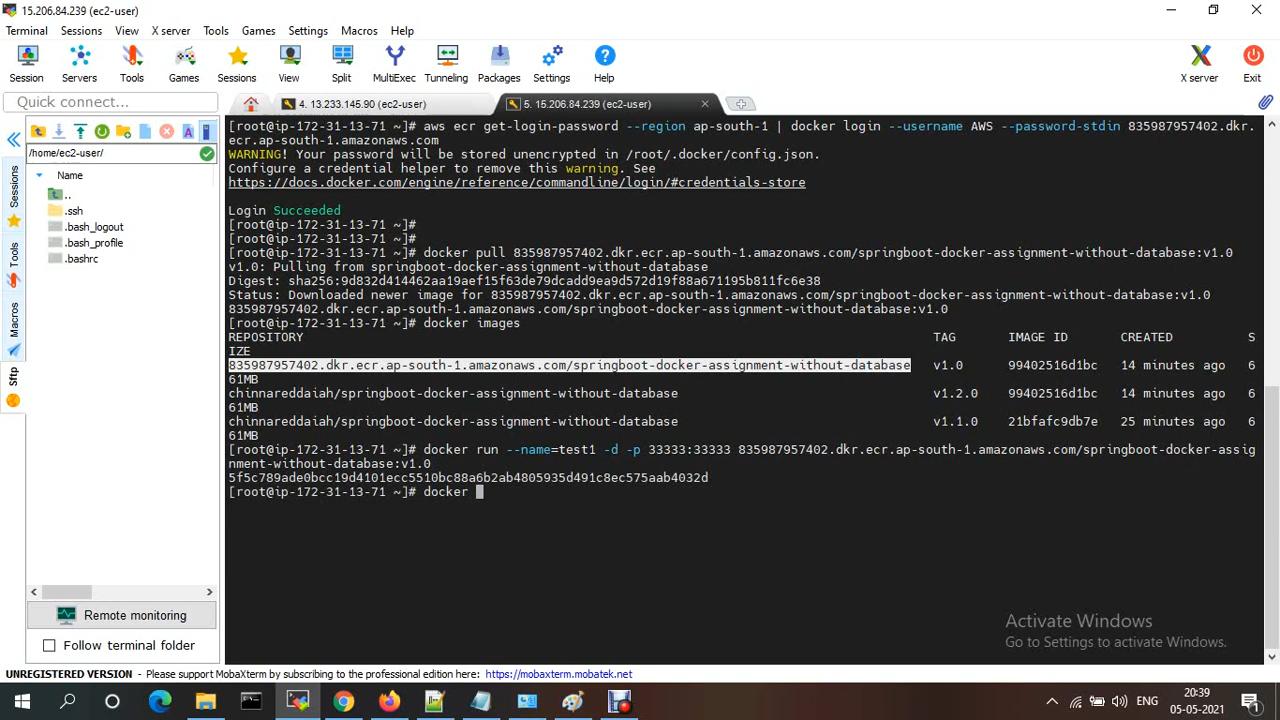 15.206.84.239 (ec2-user)
Terminal Sessions View X server Tools Games Settings Macros Help
Session Servers Tools Games Sessions View Split MultiExec Tunneling Packages Settings Help X server Exit
Quick connect...
4. 13.233.145.90 (ec2-user)
5. 15.206.84.239 (ec2-user)
/home/ec2-user/
Name
..
.ssh
.bash_logout
.bash_profile
.bashrc
Sessions
Tools
Macros
Sftp
[root@ip-172-31-13-71 ~]# aws ecr get-login-password --region ap-south-1 | docker login --username AWS --password-stdin 835987957402.dkr.
ecr.ap-south-1.amazonaws.com
WARNING! Your password will be stored unencrypted in /root/.docker/config.json.
Configure a credential helper to remove this warning. See
https://docs.docker.com/engine/reference/commandline/login/#credentials-store
Login Succeeded
[root@ip-172-31-13-71 ~]#
[root@ip-172-31-13-71 ~]#
[root@ip-172-31-13-71 ~]# docker pull 835987957402.dkr.ecr.ap-south-1.amazonaws.com/springboot-docker-assignment-without-database:v1.0
v1.0: Pulling from springboot-docker-assignment-without-database
Digest: sha256:9d832d414462aa19aef15f63de79dcadd9ea9d572d19f88a671195b811fc6e38
Status: Downloaded newer image for 835987957402.dkr.ecr.ap-south-1.amazonaws.com/springboot-docker-assignment-without-database:v1.0
835987957402.dkr.ecr.ap-south-1.amazonaws.com/springboot-docker-assignment-without-database:v1.0
[root@ip-172-31-13-71 ~]# docker images
REPOSITORY TAG IMAGE ID CREATED S
IZE
835987957402.dkr.ecr.ap-south-1.amazonaws.com/springboot-docker-assignment-without-database v1.0 99402516d1bc 14 minutes ago 6
61MB
chinnareddaiah/springboot-docker-assignment-without-database v1.2.0 99402516d1bc 14 minutes ago 6
61MB
chinnareddaiah/springboot-docker-assignment-without-database v1.1.0 21bfafc9db7e 25 minutes ago 6
61MB
[root@ip-172-31-13-71 ~]# docker run --name=test1 -d -p 33333:33333 835987957402.dkr.ecr.ap-south-1.amazonaws.com/springboot-docker-assig
nment-without-database:v1.0
5f5c789ade0bcc19d4101ecc5510bc88a6b2ab4805935d491c8ec575aab4032d
[root@ip-172-31-13-71 ~]# docker
Activate Windows
Go to Settings to activate Windows.
Remote monitoring
Follow terminal folder
UNREGISTERED VERSION - Please support MobaXterm by subscribing to the professional edition here: https://mobaxterm.mobatek.net
ENG
20:39
05-05-2021
1